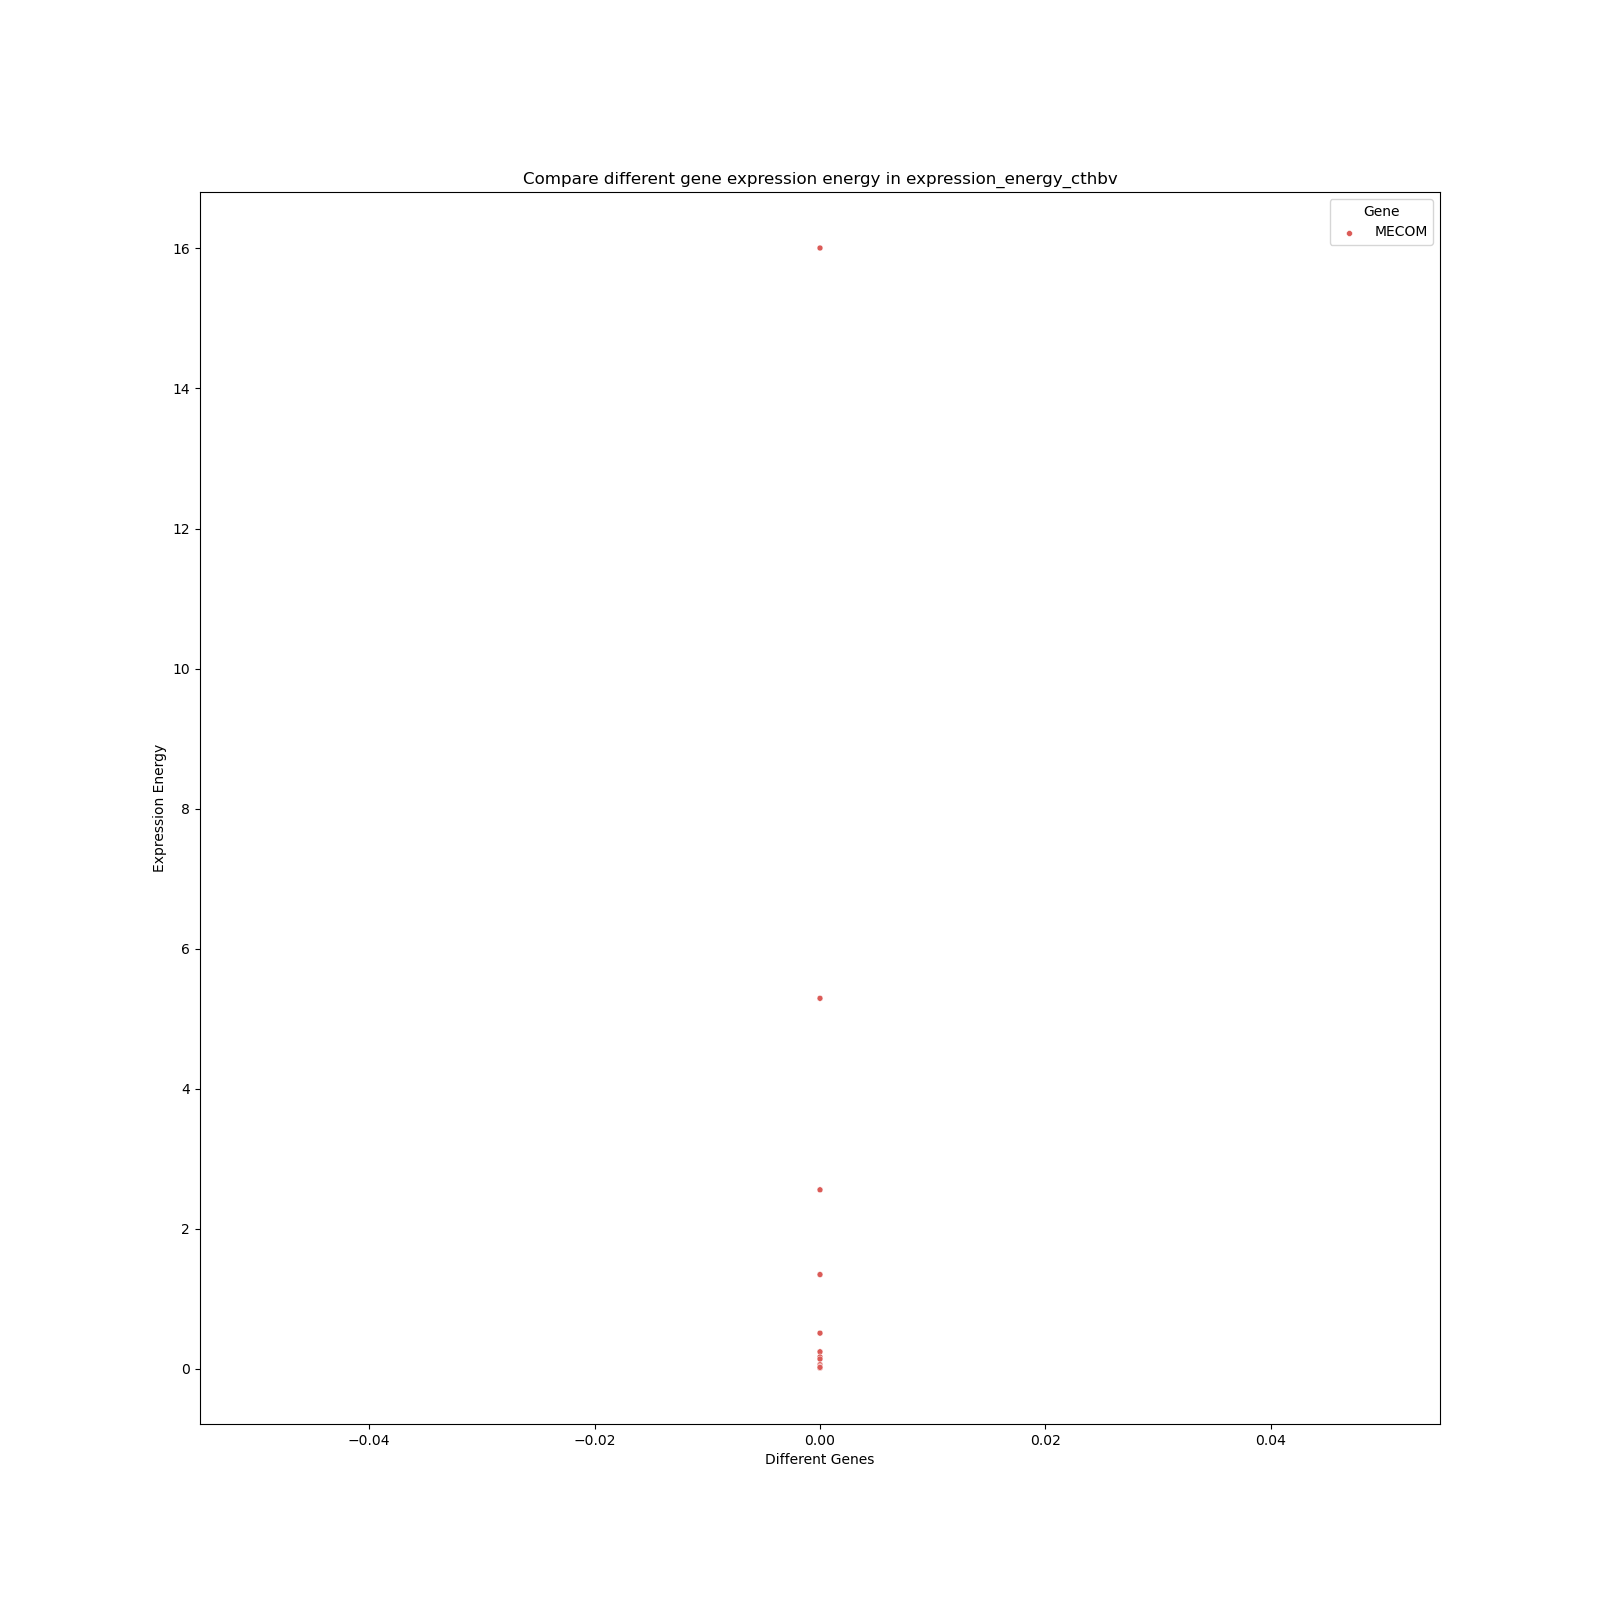 Compare different gene expression energy in expression_energy_cthbv
Gene
MECOM
16
14
12
10
8
6
4
2
0
Expression Energy
−0.04
−0.02
0.00
0.02
0.04
Different Genes